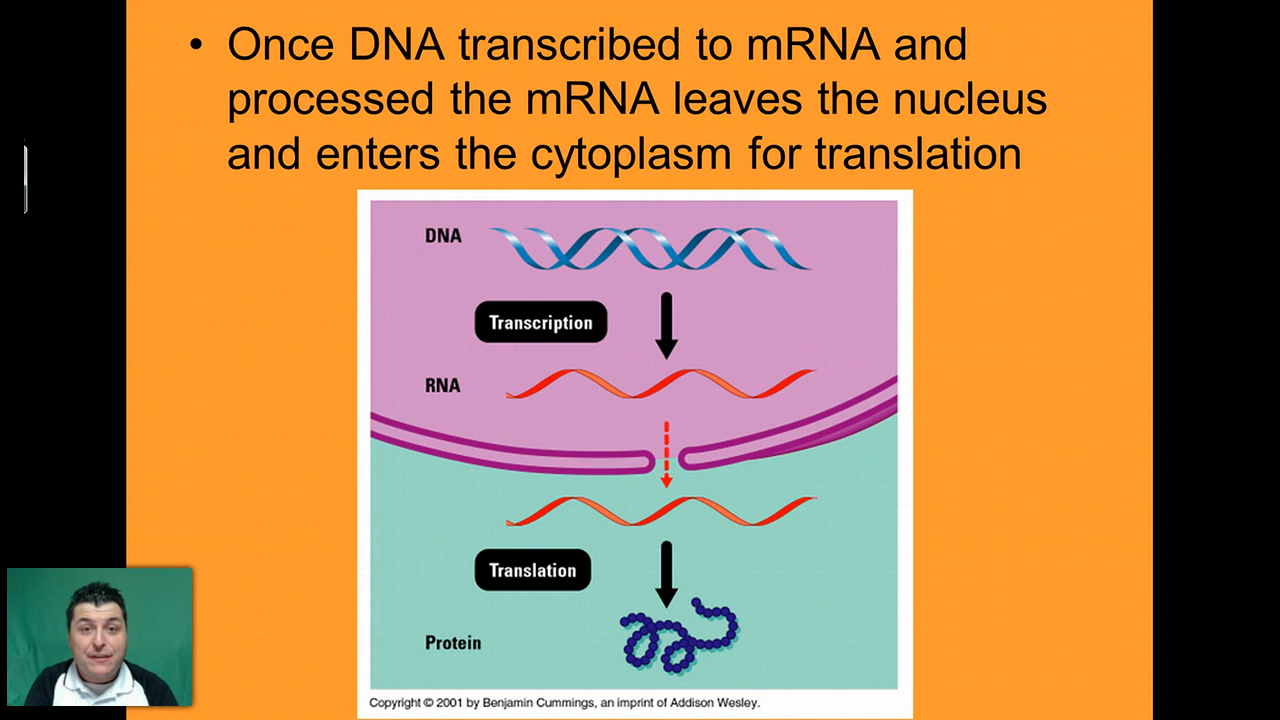 • Once DNA transcribed to mRNA and
processed the mRNA leaves the nucleus
and enters the cytoplasm for translation
DNA
Transcription
RNA
Translation
Protein
Copyright © 2001 by Benjamin Cummings, an imprint of Addison Wesley.